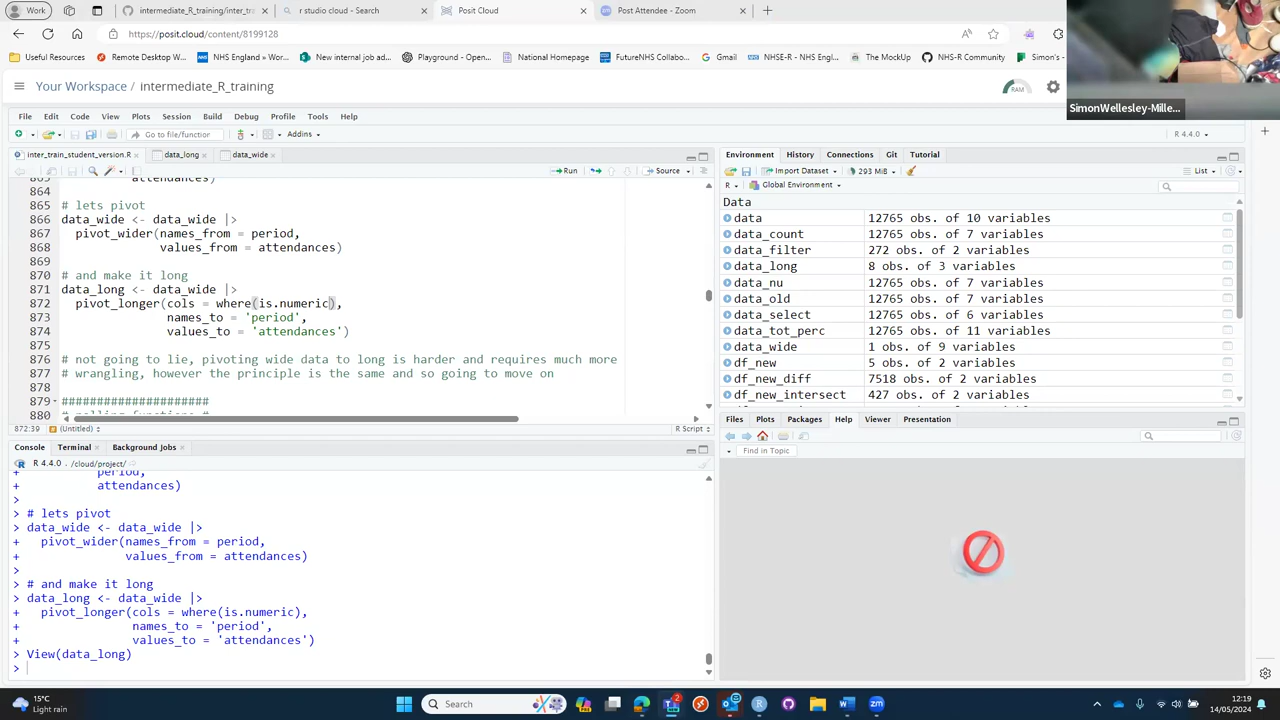 Work
intermediate_R_training/inter_tra
r studio cloud - Search
Posit Cloud
Post Attendee - Zoom
https://posit.cloud/content/8199128
Useful Resources
Remote Desktop W...
NHS England » Wor...
New internal job ad...
Playground - Open...
National Homepage
FutureNHS Collabo...
Gmail
NHSE-R (NHS Eng...
My Drive
NHS-R Community
Simon's
SimonWellesley-Mille...
Your Workspace / intermediate_R_training
RAM
File Edit Code View Plots Session Build Debug Profile Tools Help
Go to file/function
Addins
R 4.4.0
inter_train_student_version.R
data_long
data_wide
Run
Source
863 attendances)
864
865 # lets pivot
866 data_wide <- data_wide |>
867 pivot_wider(names_from = period,
868 values_from = attendances)
869
870 # and make it long
871 data_long <- data_wide |>
872 pivot_longer(cols = where(is.numeric),
873 names_to = 'period',
874 values_to = 'attendances')
875
876 # not going to lie, pivoting wide data to long is harder and requires much more
877 # wrangling, however the principle is the same and so going to move on
878
879 #####################
880
872:39 (Untitled)
R Script
Console Terminal Background Jobs
R 4.4.0 · /cloud/project/
+ period,
+ attendances)
>
> # lets pivot
> data_wide <- data_wide |>
+ pivot_wider(names_from = period,
+ values_from = attendances)
>
> # and make it long
> data_long <- data_wide |>
+ pivot_longer(cols = where(is.numeric),
+ names_to = 'period',
+ values_to = 'attendances')
> View(data_long)
>
Environment History Connections Git Tutorial
Import Dataset
293 MiB
List
R
Global Environment
Data
data 12765 obs. of 10 variables
data_count 12765 obs. of 7 variables
data_filter 272 obs. of 7 variables
data_long 8 obs. of 3 variables
data_nu 12765 obs. of 7 variables
data_old 12765 obs. of 7 variables
data_select 12765 obs. of 6 variables
data_tot_perc 12765 obs. of 11 variables
data_wide 1 obs. of 9 variables
df_new 5 obs. of 2 variables
df_new_diff 7518 obs. of 2 variables
df_new_intersect 427 obs. of 2 variables
Files Plots Packages Help Viewer Presentation
Find in Topic
15°C
Light rain
Search
2
12:19
14/05/2024